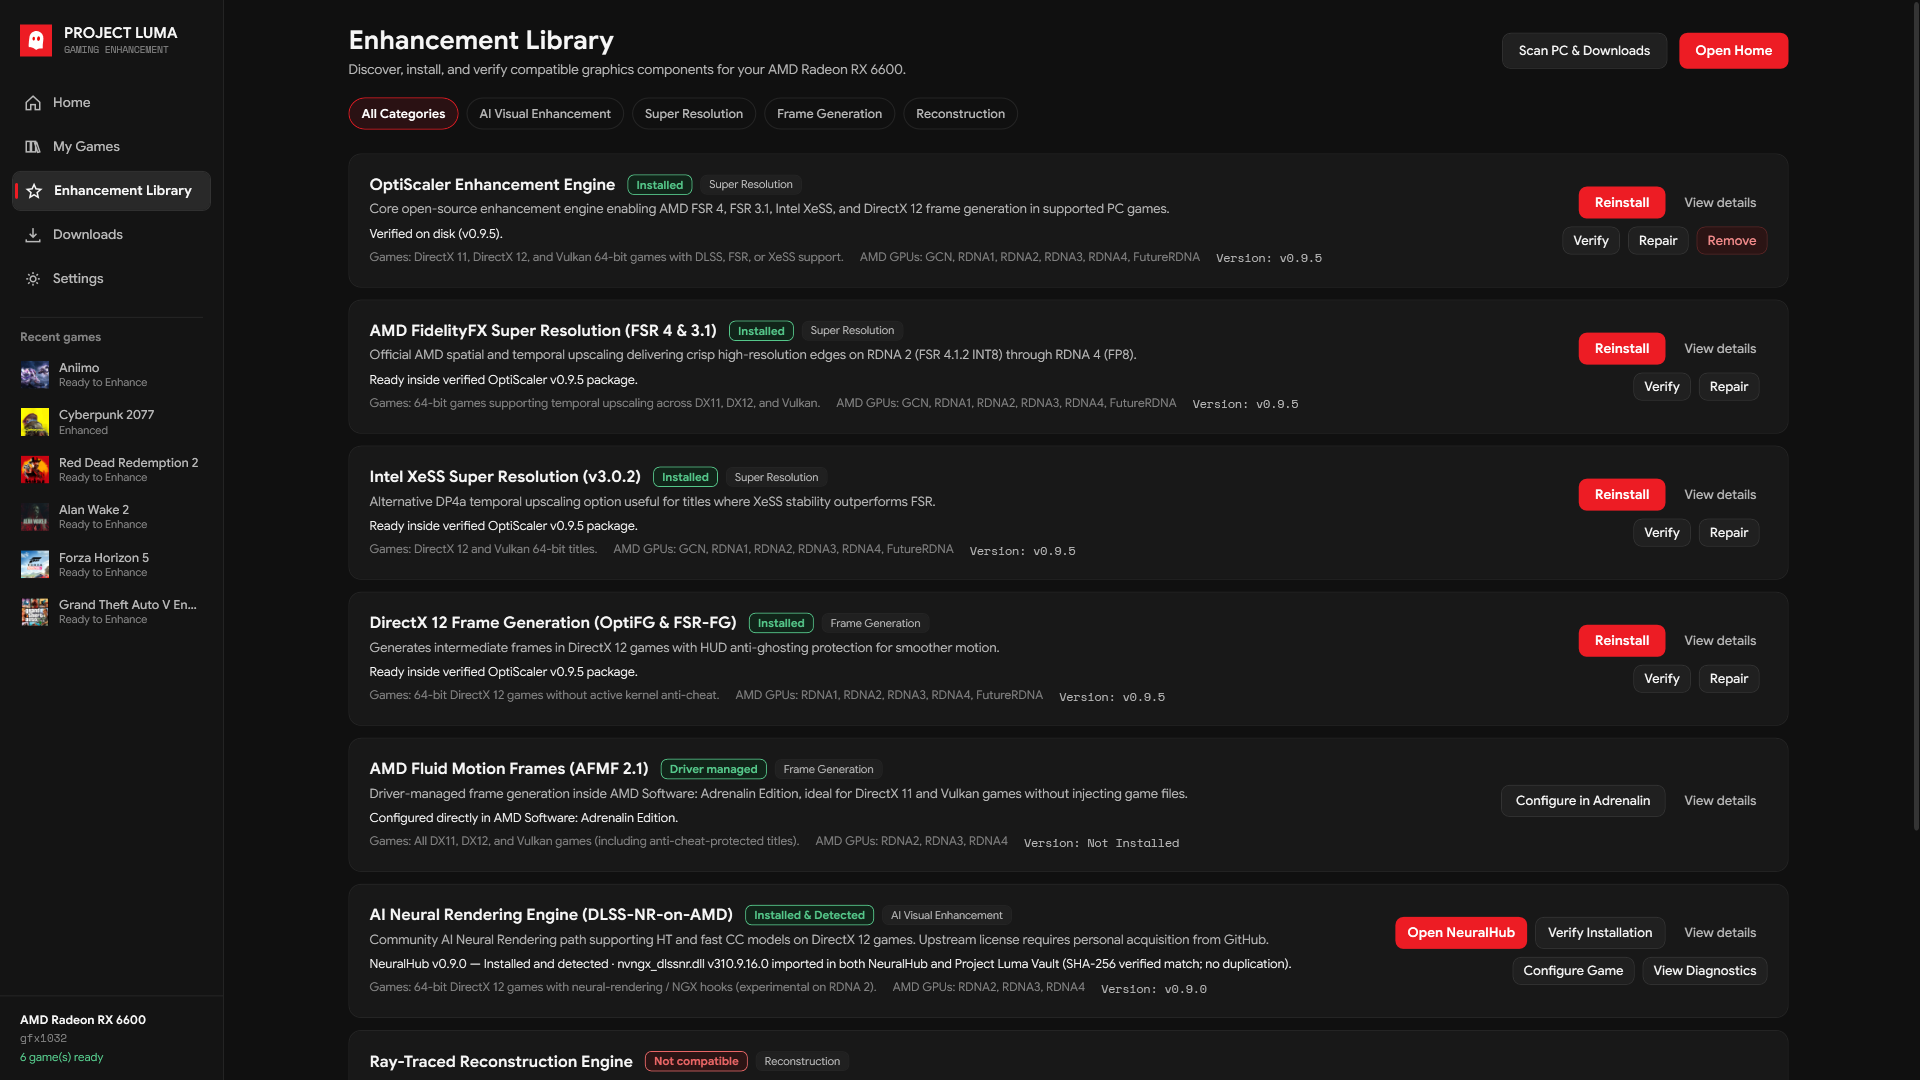 PROJECT LUMA
GAMING ENHANCEMENT
Home
My Games
Enhancement Library
Downloads
Settings
Recent games
Aniimo
Ready to Enhance
Cyberpunk 2077
Enhanced
Red Dead Redemption 2
Ready to Enhance
Alan Wake 2
Ready to Enhance
Forza Horizon 5
Ready to Enhance
Grand Theft Auto V En...
Ready to Enhance
AMD Radeon RX 6600
gfx1032
6 game(s) ready
Enhancement Library
Discover, install, and verify compatible graphics components for your AMD Radeon RX 6600.
Scan PC & Downloads
Open Home
All Categories
AI Visual Enhancement
Super Resolution
Frame Generation
Reconstruction
OptiScaler Enhancement Engine Installed Super Resolution
Core open-source enhancement engine enabling AMD FSR 4, FSR 3.1, Intel XeSS, and DirectX 12 frame generation in supported PC games.
Verified on disk (v0.9.5).
Games: DirectX 11, DirectX 12, and Vulkan 64-bit games with DLSS, FSR, or XeSS support. AMD GPUs: GCN, RDNA1, RDNA2, RDNA3, RDNA4, FutureRDNA Version: v0.9.5
Reinstall View details
Verify Repair Remove
AMD FidelityFX Super Resolution (FSR 4 & 3.1) Installed Super Resolution
Official AMD spatial and temporal upscaling delivering crisp high-resolution edges on RDNA 2 (FSR 4.1.2 INT8) through RDNA 4 (FP8).
Ready inside verified OptiScaler v0.9.5 package.
Games: 64-bit games supporting temporal upscaling across DX11, DX12, and Vulkan. AMD GPUs: GCN, RDNA1, RDNA2, RDNA3, RDNA4, FutureRDNA Version: v0.9.5
Reinstall View details
Verify Repair
Intel XeSS Super Resolution (v3.0.2) Installed Super Resolution
Alternative DP4a temporal upscaling option useful for titles where XeSS stability outperforms FSR.
Ready inside verified OptiScaler v0.9.5 package.
Games: DirectX 12 and Vulkan 64-bit titles. AMD GPUs: GCN, RDNA1, RDNA2, RDNA3, RDNA4, FutureRDNA Version: v0.9.5
Reinstall View details
Verify Repair
DirectX 12 Frame Generation (OptiFG & FSR-FG) Installed Frame Generation
Generates intermediate frames in DirectX 12 games with HUD anti-ghosting protection for smoother motion.
Ready inside verified OptiScaler v0.9.5 package.
Games: 64-bit DirectX 12 games without active kernel anti-cheat. AMD GPUs: RDNA1, RDNA2, RDNA3, RDNA4, FutureRDNA Version: v0.9.5
Reinstall View details
Verify Repair
AMD Fluid Motion Frames (AFMF 2.1) Driver managed Frame Generation
Driver-managed frame generation inside AMD Software: Adrenalin Edition, ideal for DirectX 11 and Vulkan games without injecting game files.
Configured directly in AMD Software: Adrenalin Edition.
Games: All DX11, DX12, and Vulkan games (including anti-cheat-protected titles). AMD GPUs: RDNA2, RDNA3, RDNA4 Version: Not Installed
Configure in Adrenalin View details
AI Neural Rendering Engine (DLSS-NR-on-AMD) Installed & Detected AI Visual Enhancement
Community AI Neural Rendering path supporting HT and fast CC models on DirectX 12 games. Upstream license requires personal acquisition from GitHub.
NeuralHub v0.9.0 — Installed and detected · nvngx_dlssnr.dll v310.9.16.0 imported in both NeuralHub and Project Luma Vault (SHA-256 verified match; no duplication).
Games: 64-bit DirectX 12 games with neural-rendering / NGX hooks (experimental on RDNA 2). AMD GPUs: RDNA2, RDNA3, RDNA4 Version: v0.9.0
Open NeuralHub Verify Installation View details
Configure Game View Diagnostics
Ray-Traced Reconstruction Engine Not compatible Reconstruction